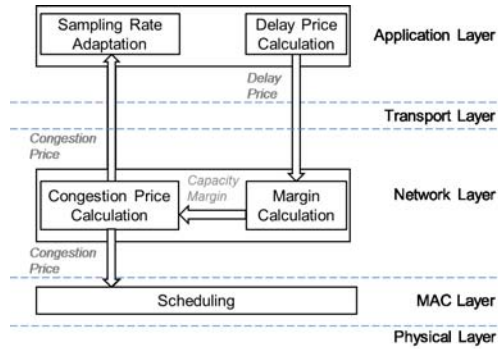 Sampling Rate
Adaptation
Delay Price
Calculation
Application Layer
Delay
Price
Transport Layer
Congestion
Price
Congestion Price
Calculation
Capacity
Margin
Margin
Calculation
Network Layer
Congestion
Price
Scheduling
MAC Layer
Physical Layer